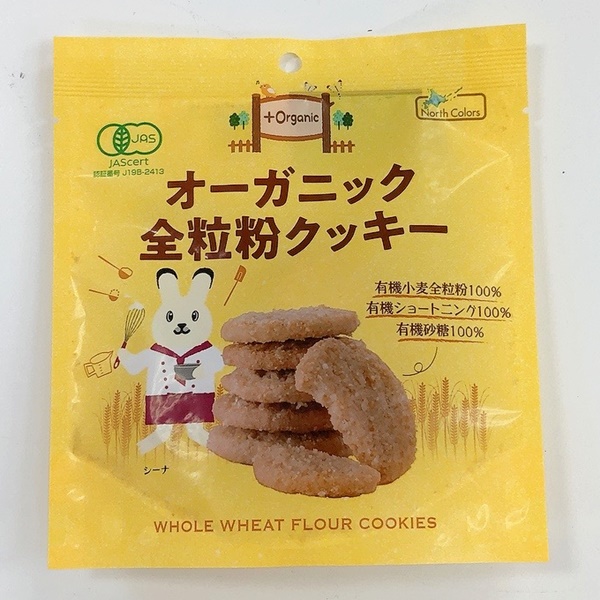 +Organic
North Colors
JAS
JAScert
認証番号 J19B-2413
オーガニック
全粒粉クッキー
有機小麦全粒粉100%
有機ショートニング100%
有機砂糖100%
シーナ
WHOLE WHEAT FLOUR COOKIES